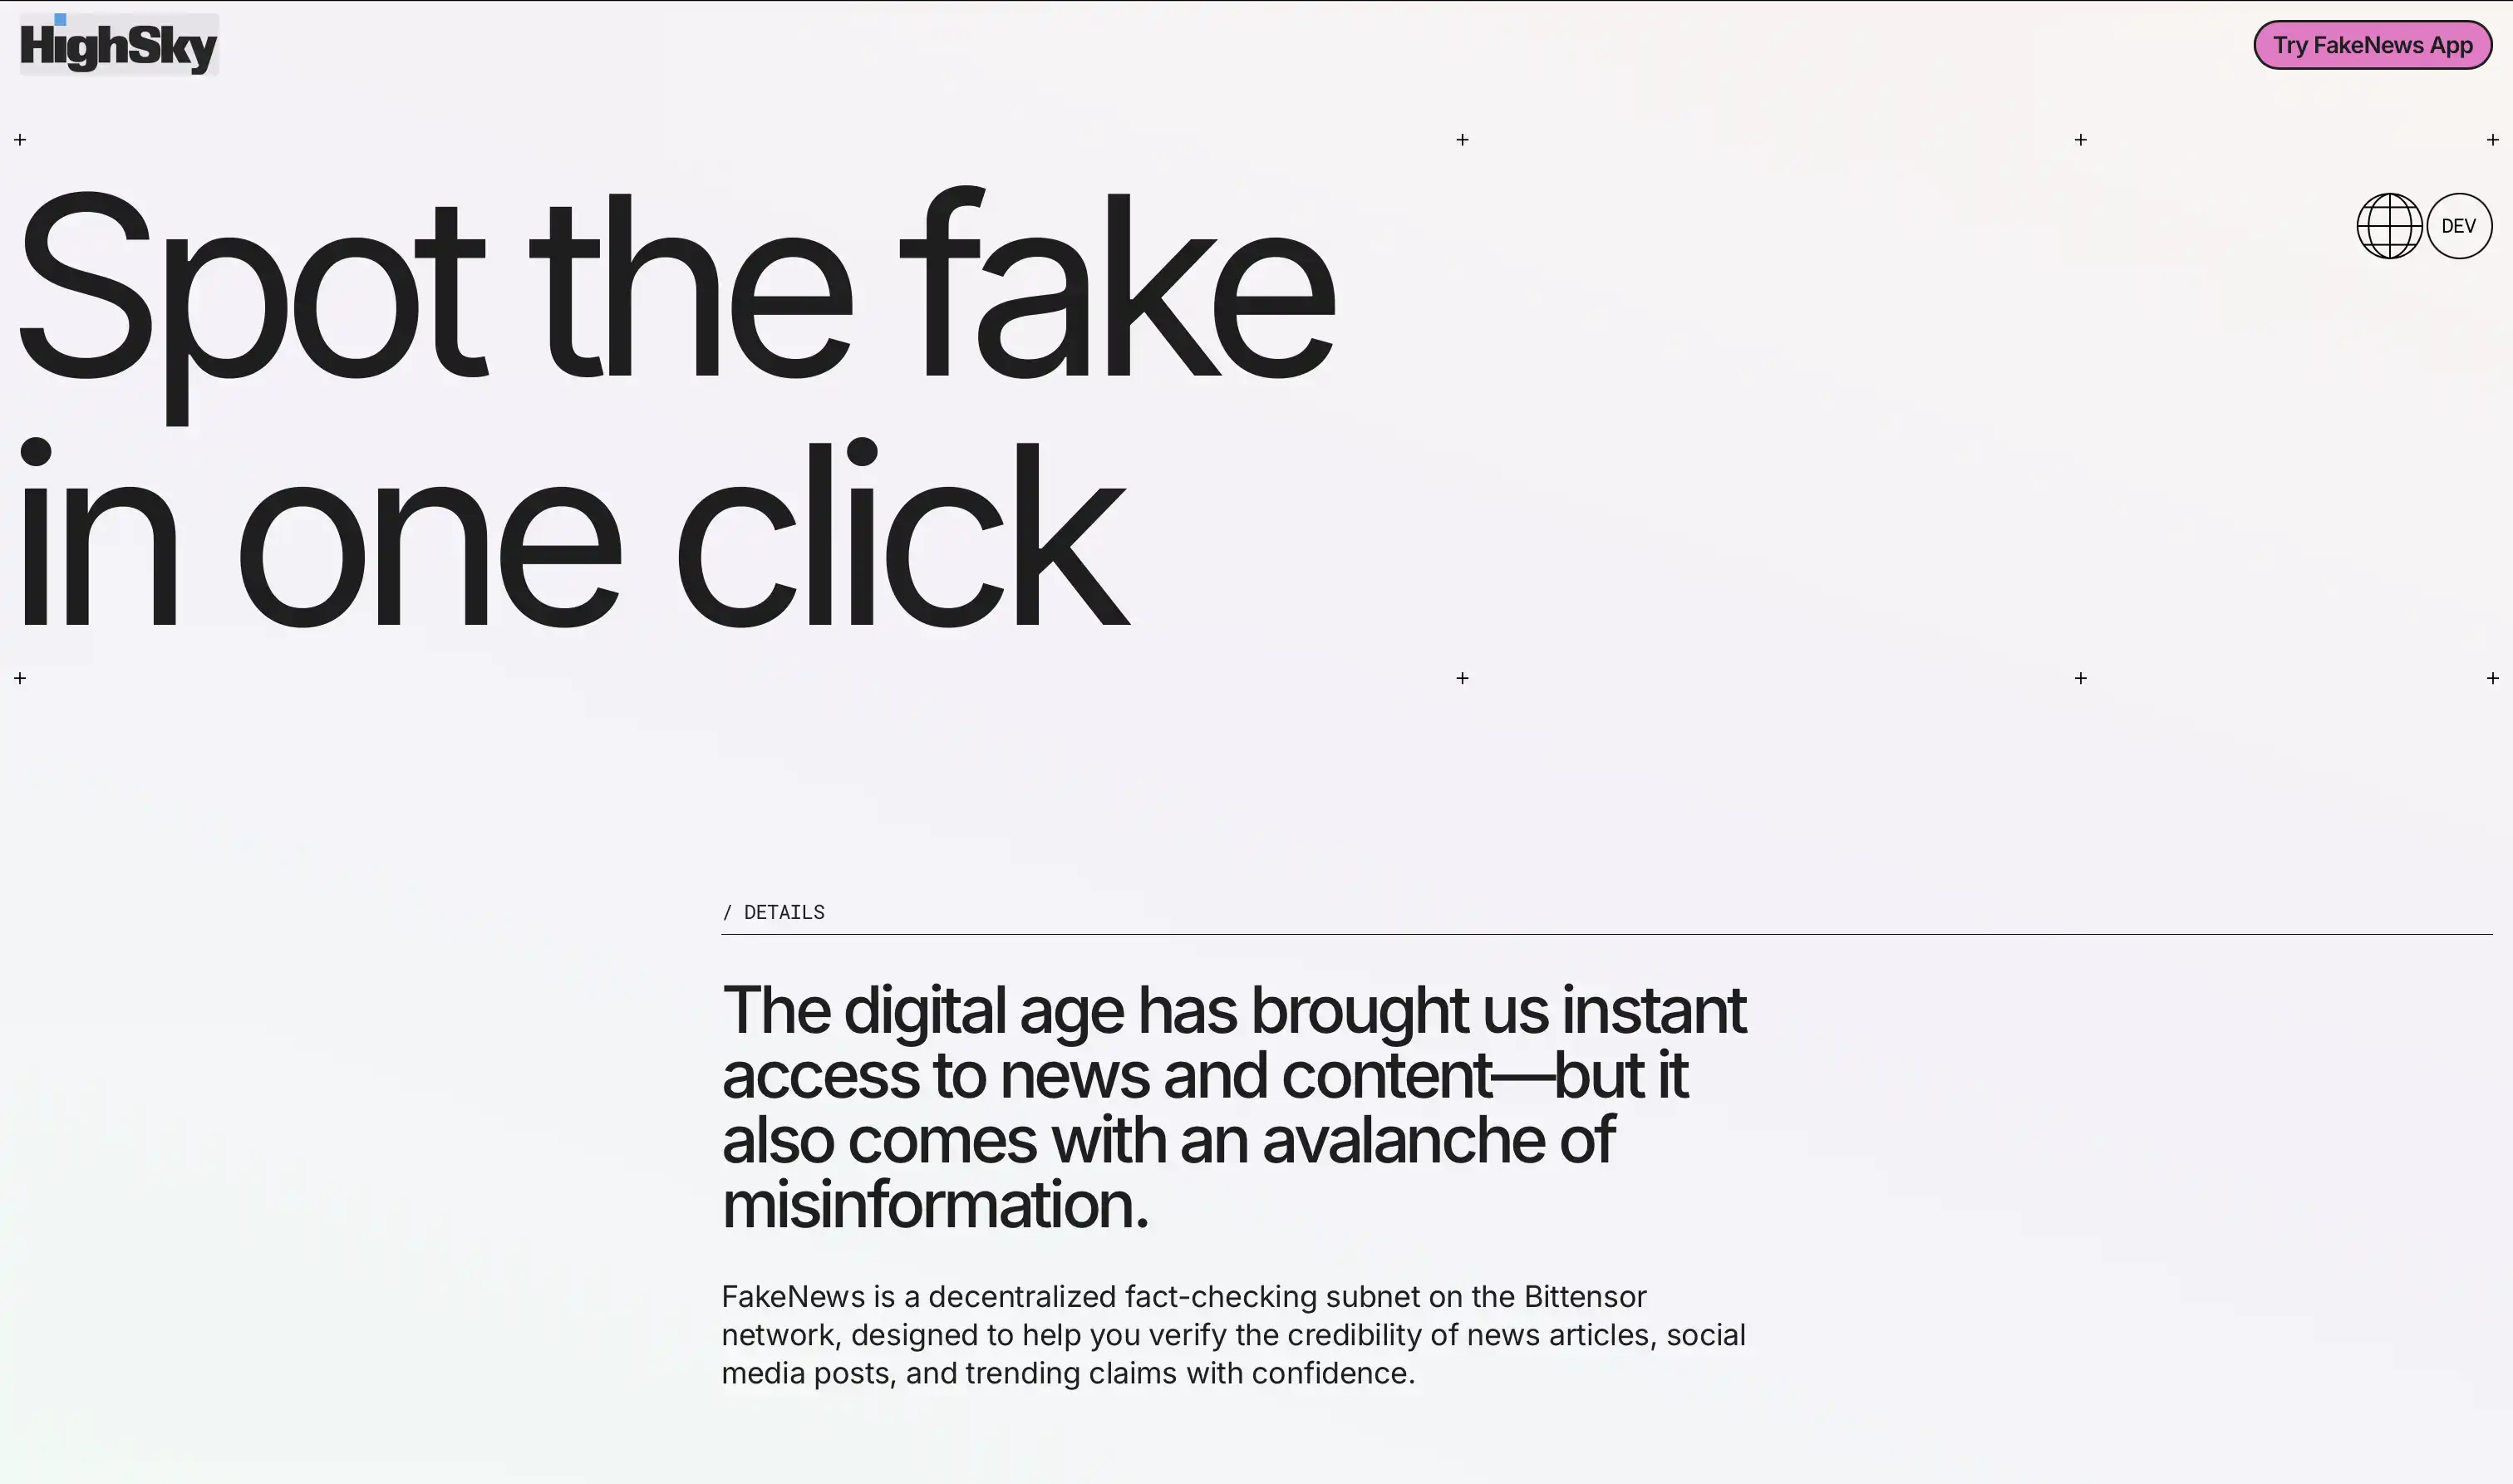 HighSky
Try FakeNews App
Spot the fake
in one click
DEV
/ DETAILS
The digital age has brought us instant
access to news and content—but it
also comes with an avalanche of
misinformation.
FakeNews is a decentralized fact-checking subnet on the Bittensor
network, designed to help you verify the credibility of news articles, social
media posts, and trending claims with confidence.